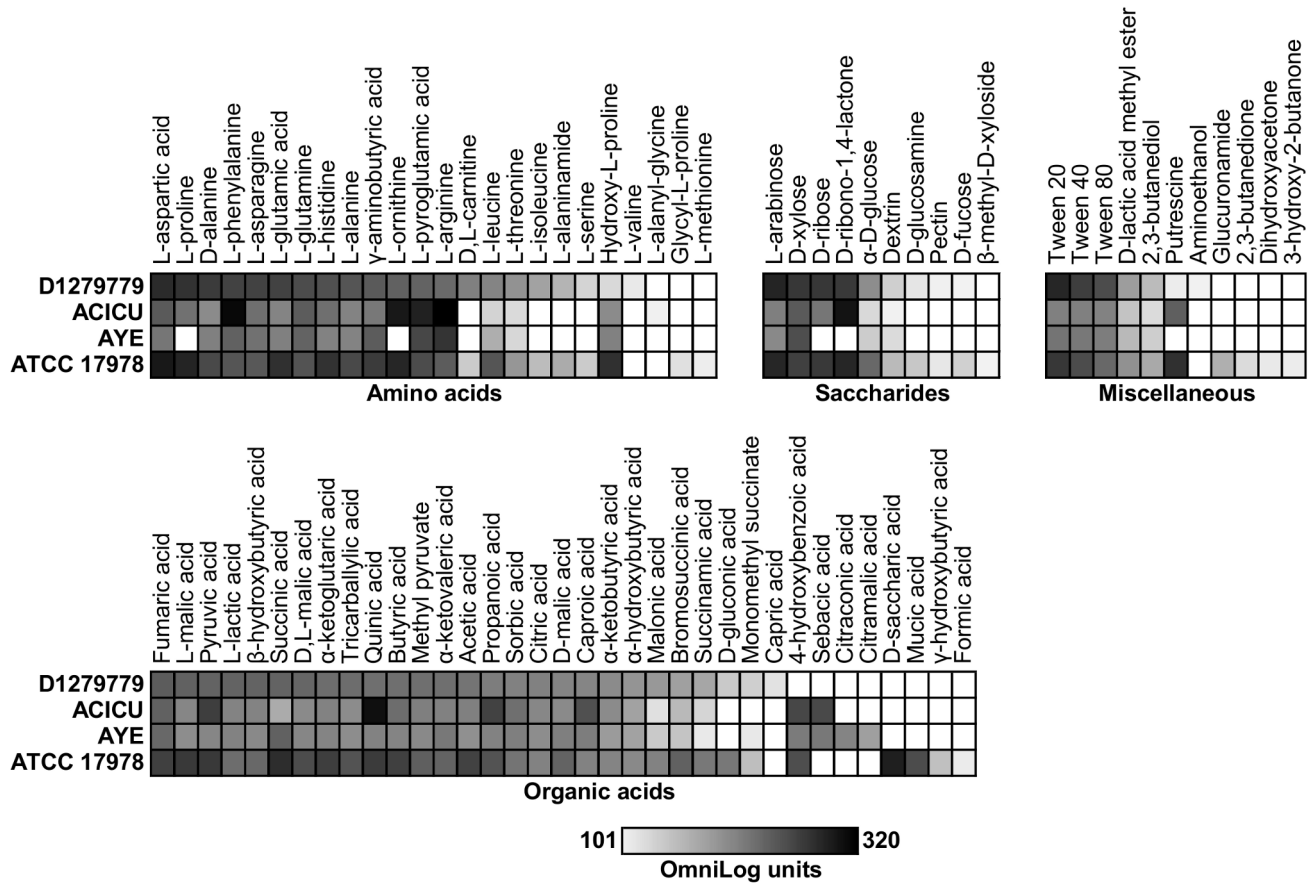 L-aspartic acid
L-proline
D-alanine
L-phenylalanine
L-asparagine
L-glutamic acid
L-glutamine
L-histidine
L-alanine
γ-aminobutyric acid
L-ornithine
L-pyroglutamic acid
L-arginine
D,L-carnitine
L-leucine
L-threonine
L-isoleucine
L-alaninamide
L-serine
Hydroxy-L-proline
L-valine
L-alanyl-glycine
Glycyl-L-proline
L-methionine
L-arabinose
D-xylose
D-ribose
D-ribono-1,4-lactone
α-D-glucose
Dextrin
D-glucosamine
Pectin
D-fucose
β-methyl-D-xyloside
Tween 20
Tween 40
Tween 80
D-lactic acid methyl ester
2,3-butanediol
Putrescine
Aminoethanol
Glucuronamide
2,3-butanedione
Dihydroxyacetone
3-hydroxy-2-butanone
D1279779
ACICU
AYE
ATCC 17978
Amino acids
Saccharides
Miscellaneous
Fumaric acid
L-malic acid
Pyruvic acid
L-lactic acid
β-hydroxybutyric acid
Succinic acid
D,L-malic acid
α-ketoglutaric acid
Tricarballylic acid
Quinic acid
Butyric acid
Methyl pyruvate
α-ketovaleric acid
Acetic acid
Propanoic acid
Sorbic acid
Citric acid
D-malic acid
Caproic acid
α-ketobutyric acid
α-hydroxybutyric acid
Malonic acid
Bromosuccinic acid
Succinamic acid
D-gluconic acid
Monomethyl succinate
Capric acid
4-hydroxybenzoic acid
Sebacic acid
Citraconic acid
Citramalic acid
D-saccharic acid
Mucic acid
γ-hydroxybutyric acid
Formic acid
D1279779
ACICU
AYE
ATCC 17978
Organic acids
101
320
OmniLog units